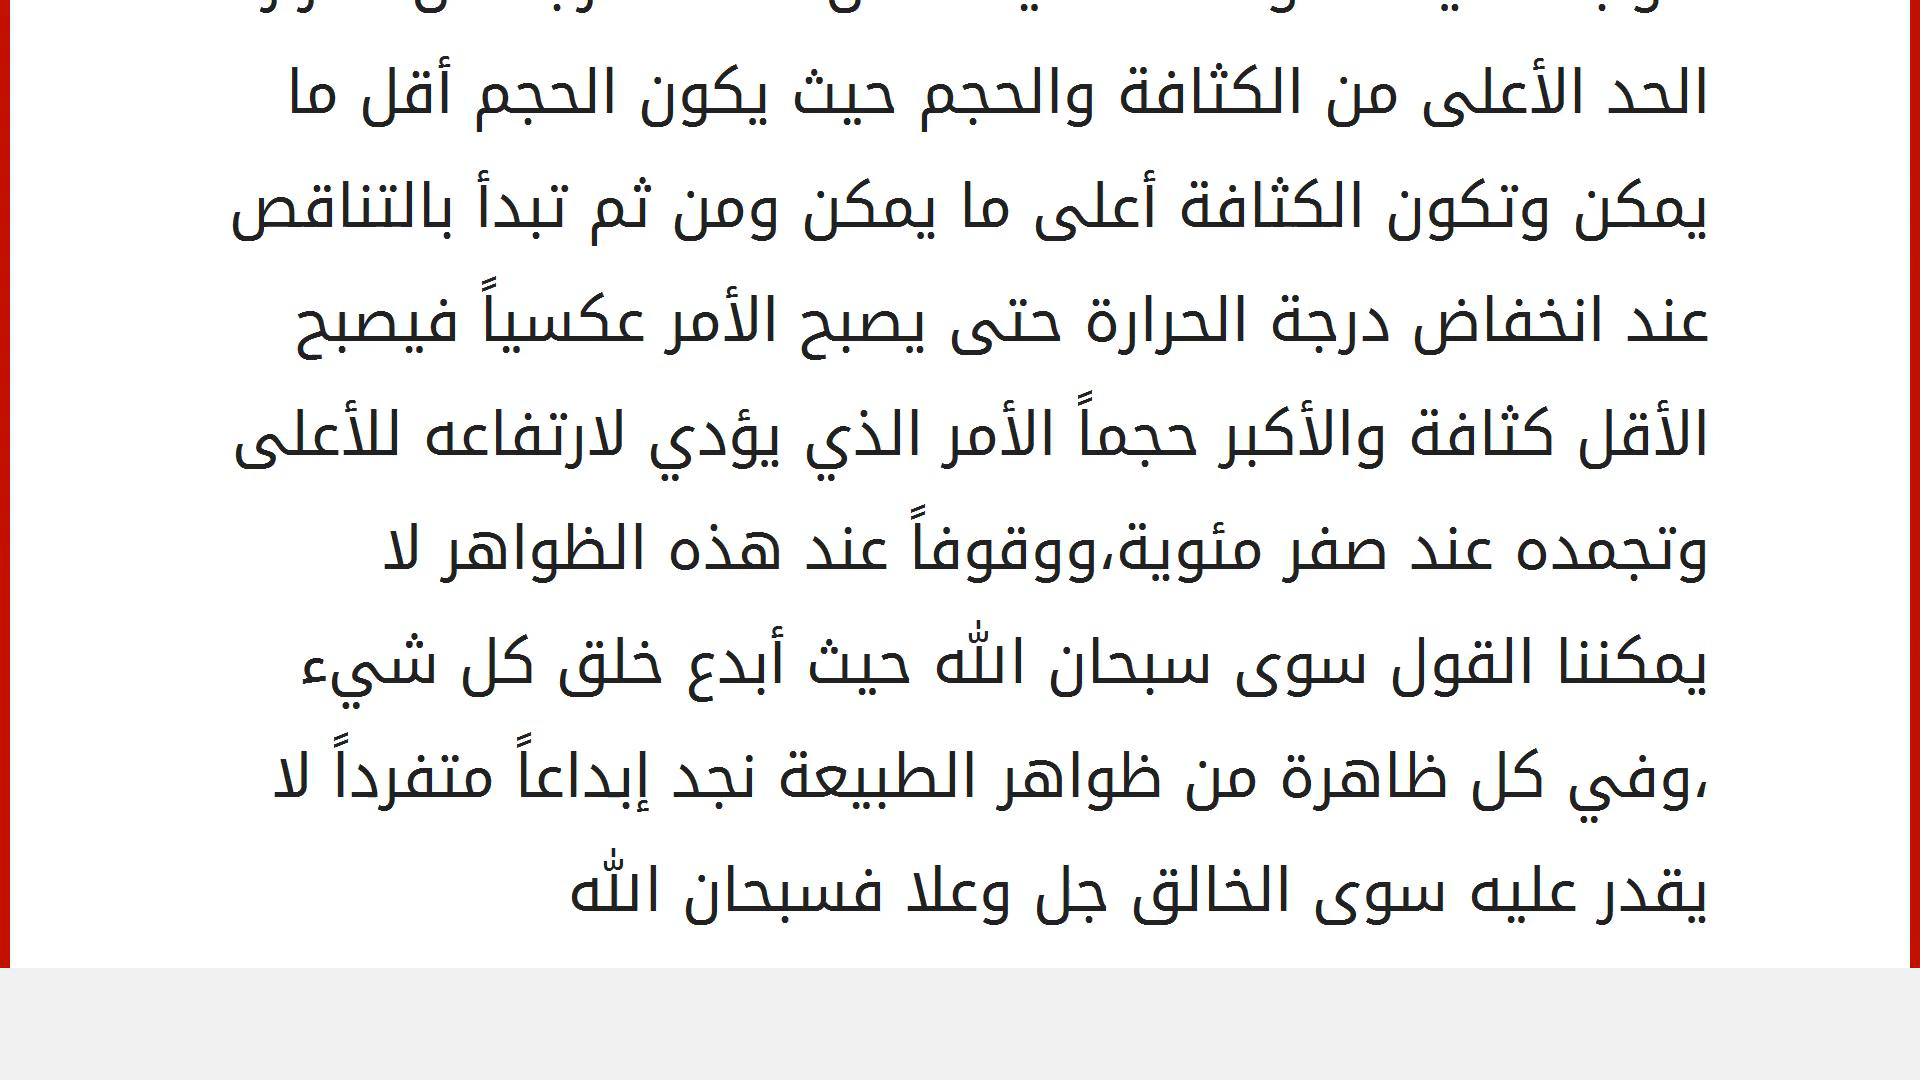 الحد الأعلى من الكثافة والحجم حيث يكون الحجم أقل ما
يمكن وتكون الكثافة أعلى ما يمكن ومن ثم تبدأ بالتناقص
عند انخفاض درجة الحرارة حتى يصبح الأمر عكسياً فيصبح
الأقل كثافة والأكبر حجماً الأمر الذي يؤدي لارتفاعه للأعلى
وتجمده عند صفر مئوية،ووقوفاً عند هذه الظواهر لا
يمكننا القول سوى سبحان الله حيث أبدع خلق كل شيء
،وفي كل ظاهرة من ظواهر الطبيعة نجد إبداعاً متفرداً لا
يقدر عليه سوى الخالق جل وعلا فسبحان الله